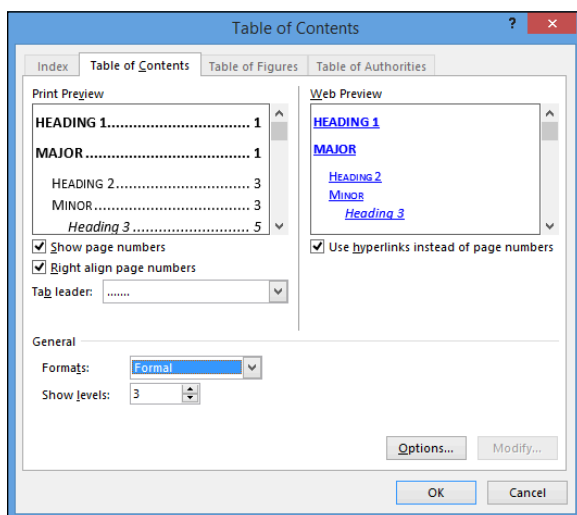 Table of Contents
? ×
Index Table of Contents Table of Figures Table of Authorities
Print Preview
HEADING 1.............................. 1
MAJOR .................................. 1
HEADING 2........................... 3
MINOR ................................ 3
Heading 3 ......................... 5
Show page numbers
Right align page numbers
Tab leader: .......
Web Preview
HEADING 1
MAJOR
HEADING 2
MINOR
Heading 3
Use hyperlinks instead of page numbers
General
Formats: Formal
Show levels: 3
Options... Modify...
OK Cancel